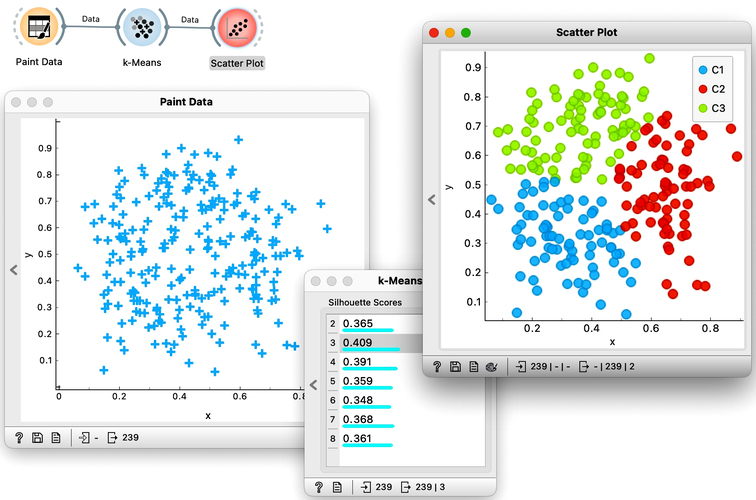 Data
Data
Paint Data
k-Means
Scatter Plot
Paint Data
0.9
0.8
0.7
0.6
0.5
0.4
0.3
0.2
0.1
y
0
0.2
0.4
0.6
x
? - 239
k-Means
Silhouette Scores
2 0.365
3 0.409
4 0.391
5 0.359
6 0.348
7 0.368
8 0.361
? 239 239 | 3
Scatter Plot
C1
C2
C3
0.9
0.8
0.7
0.6
0.5
0.4
0.3
0.2
0.1
y
0.2
0.4
0.6
0.8
x
? 239 | - | - - | 239 | 2